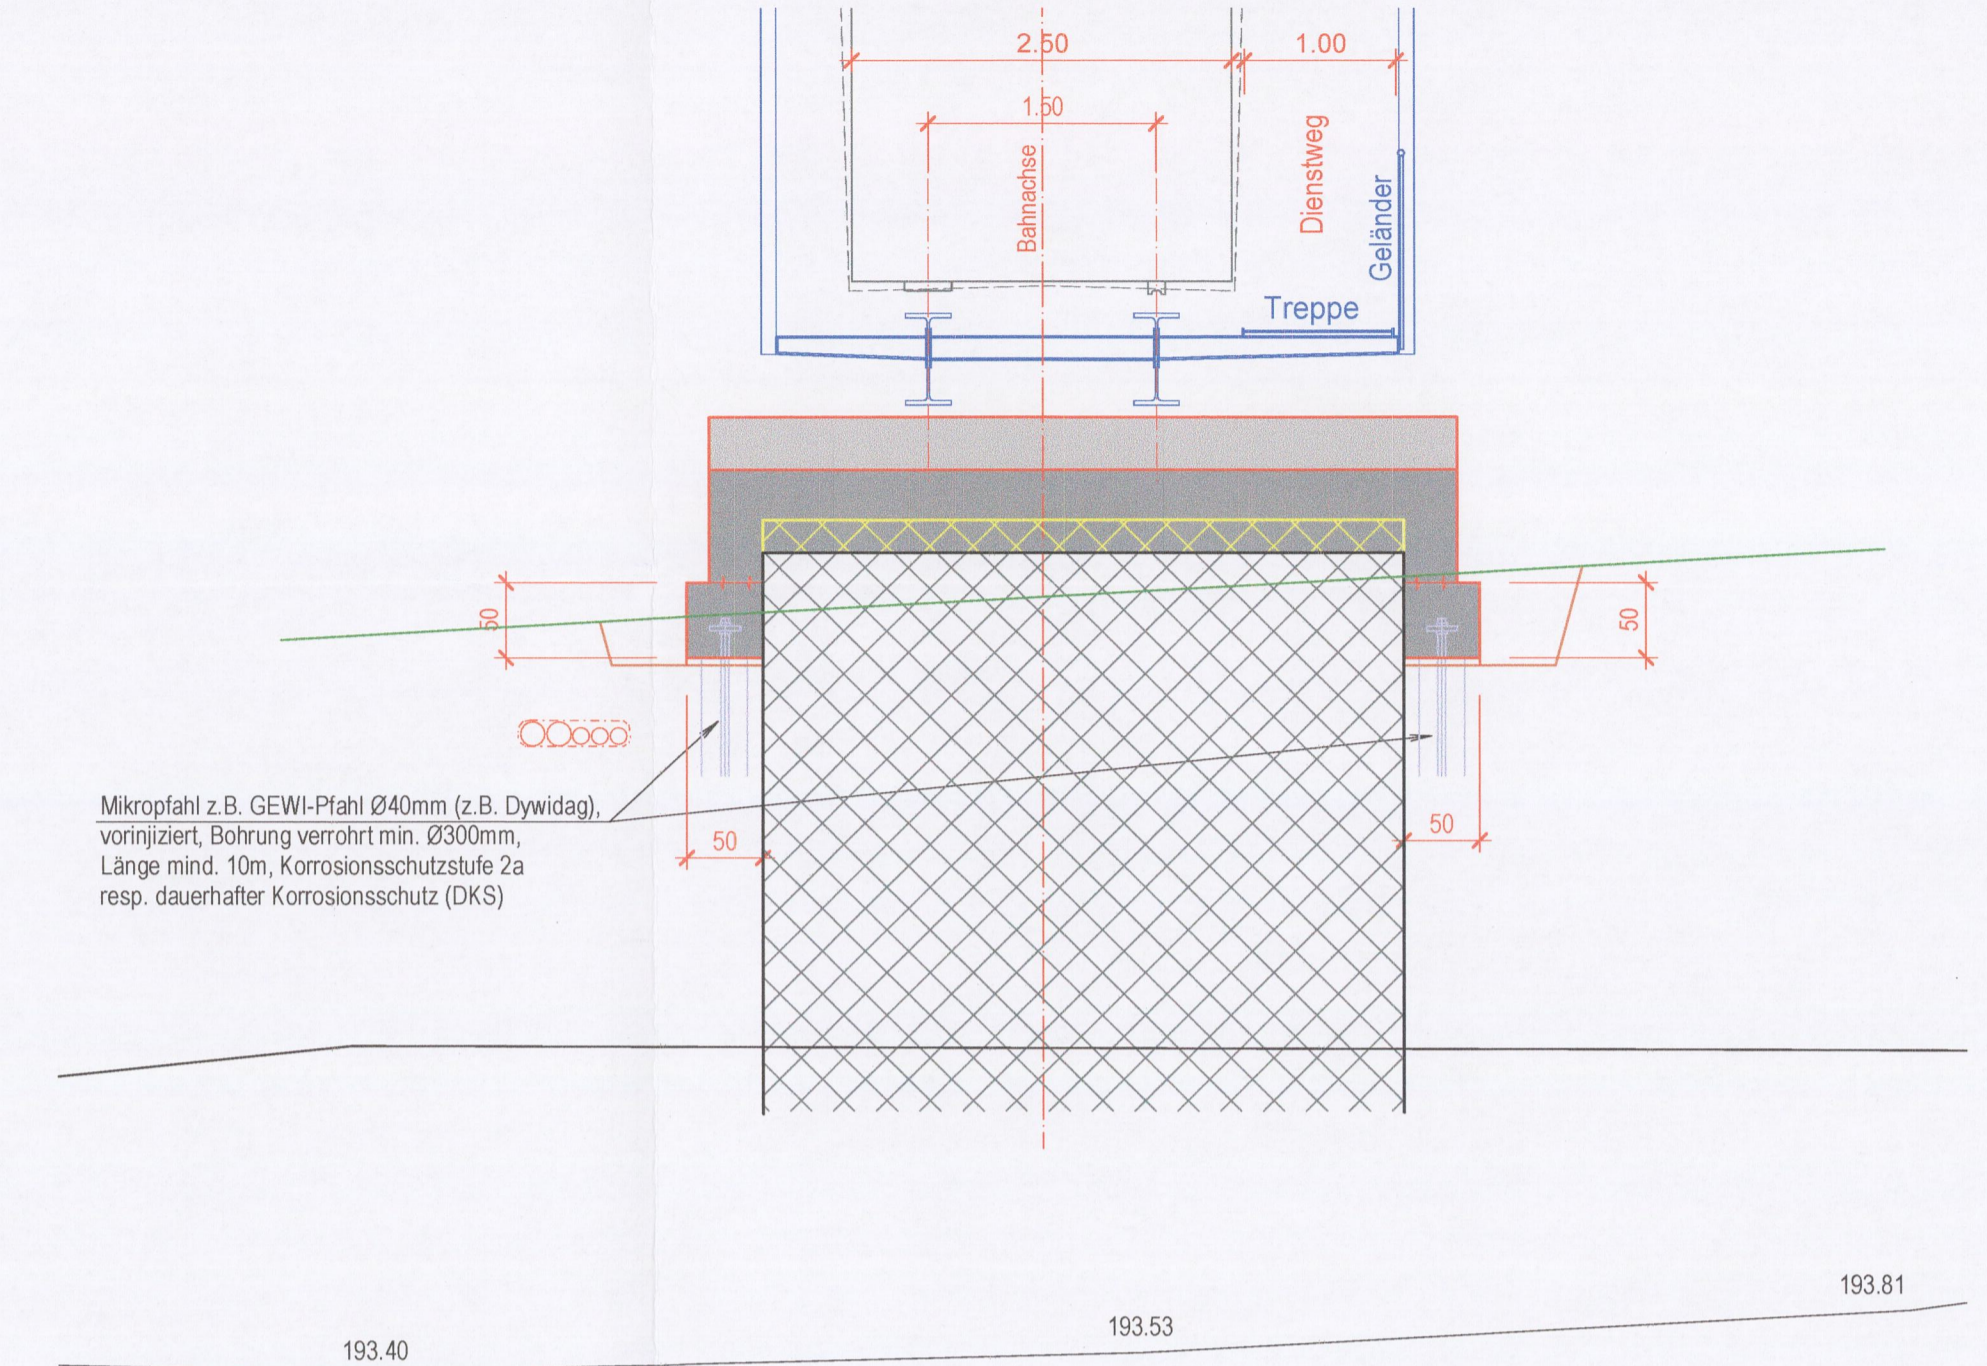 2.50
1.00
1.50
Bahnachse
Dienstweg
Geländer
Treppe
50
50
Mikropfahl z.B. GEWI-Pfahl Ø40mm (z.B. Dywidag),
vorinjiziert, Bohrung verrohrt min. Ø300mm,
Länge mind. 10m, Korrosionsschutzstufe 2a
resp. dauerhafter Korrosionsschutz (DKS)
50
50
193.81
193.53
193.40